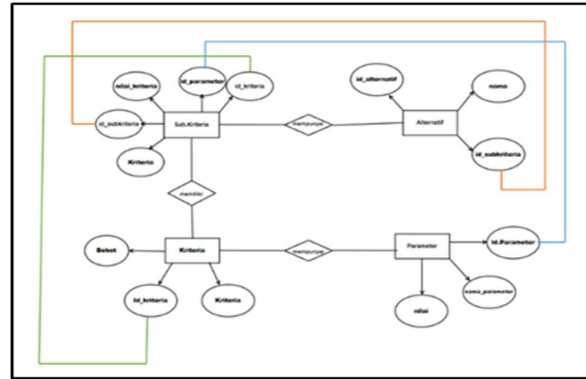 id_parameter
nilai_kriteria
id_kriteria
id_alternatif
nama
id_subkriteria
Sub.Kriteria
mempunyai
Alternatif
Kriteria
id_subkriteria
memiliki
Bobot
Kriteria
mempunyai
Parameter
Id.Parameter
Id_kriteria
Kriteria
nama_parameter
nilai